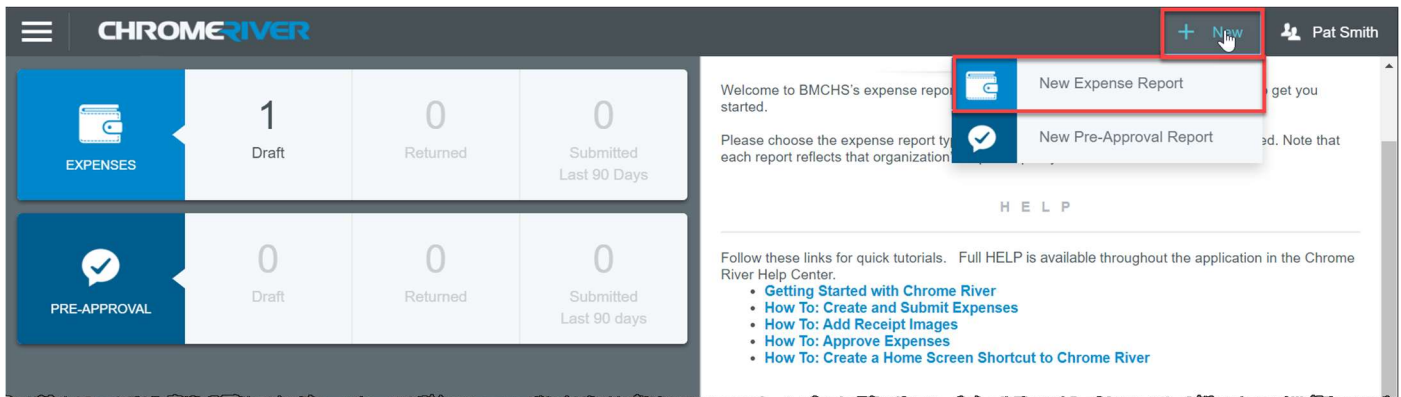 CHROMERIVER
+ New
Pat Smith
New Expense Report
New Pre-Approval Report
EXPENSES
1
Draft
0
Returned
0
Submitted
Last 90 Days
PRE-APPROVAL
0
Draft
0
Returned
0
Submitted
Last 90 days
Welcome to BMCHS's expense repor get you
started.
Please choose the expense report ty ed. Note that
each report reflects that organization
H E L P
Follow these links for quick tutorials. Full HELP is available throughout the application in the Chrome
River Help Center.
• Getting Started with Chrome River
• How To: Create and Submit Expenses
• How To: Add Receipt Images
• How To: Approve Expenses
• How To: Create a Home Screen Shortcut to Chrome River